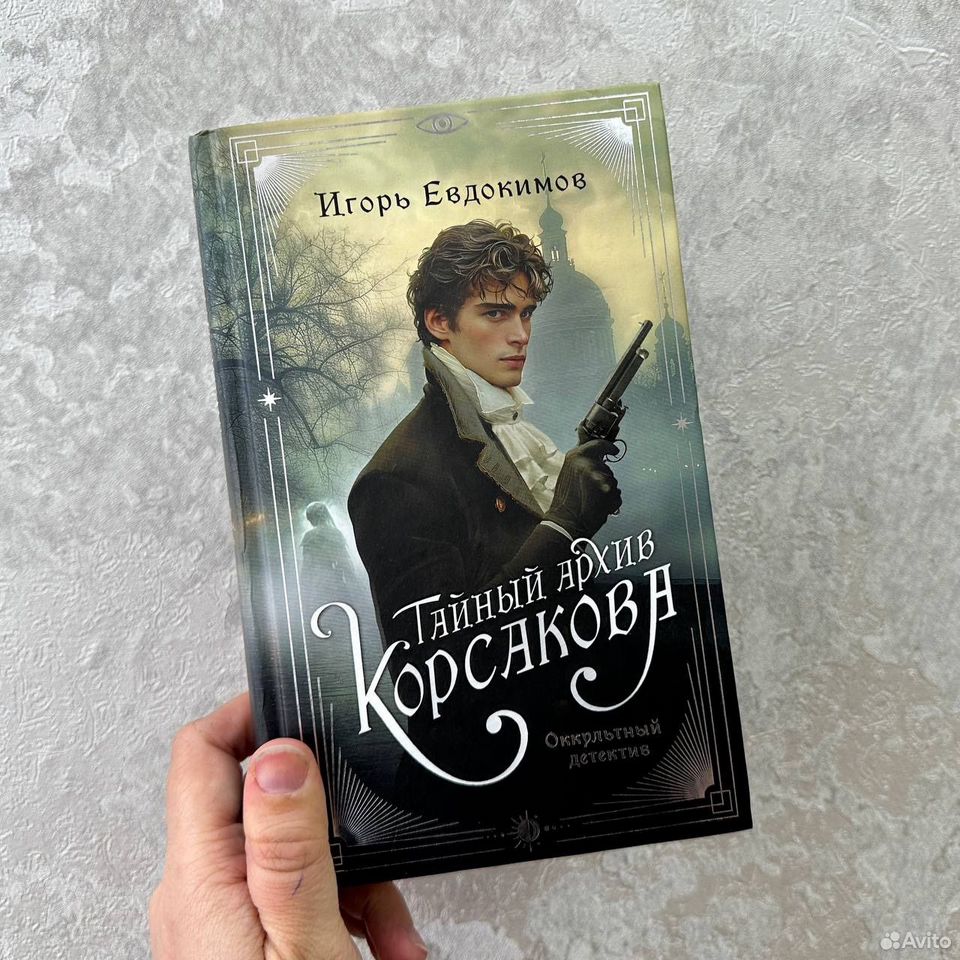 Игорь Евдокимов
Тайный архив
Корсакова
Оккультный
детектив
Avito